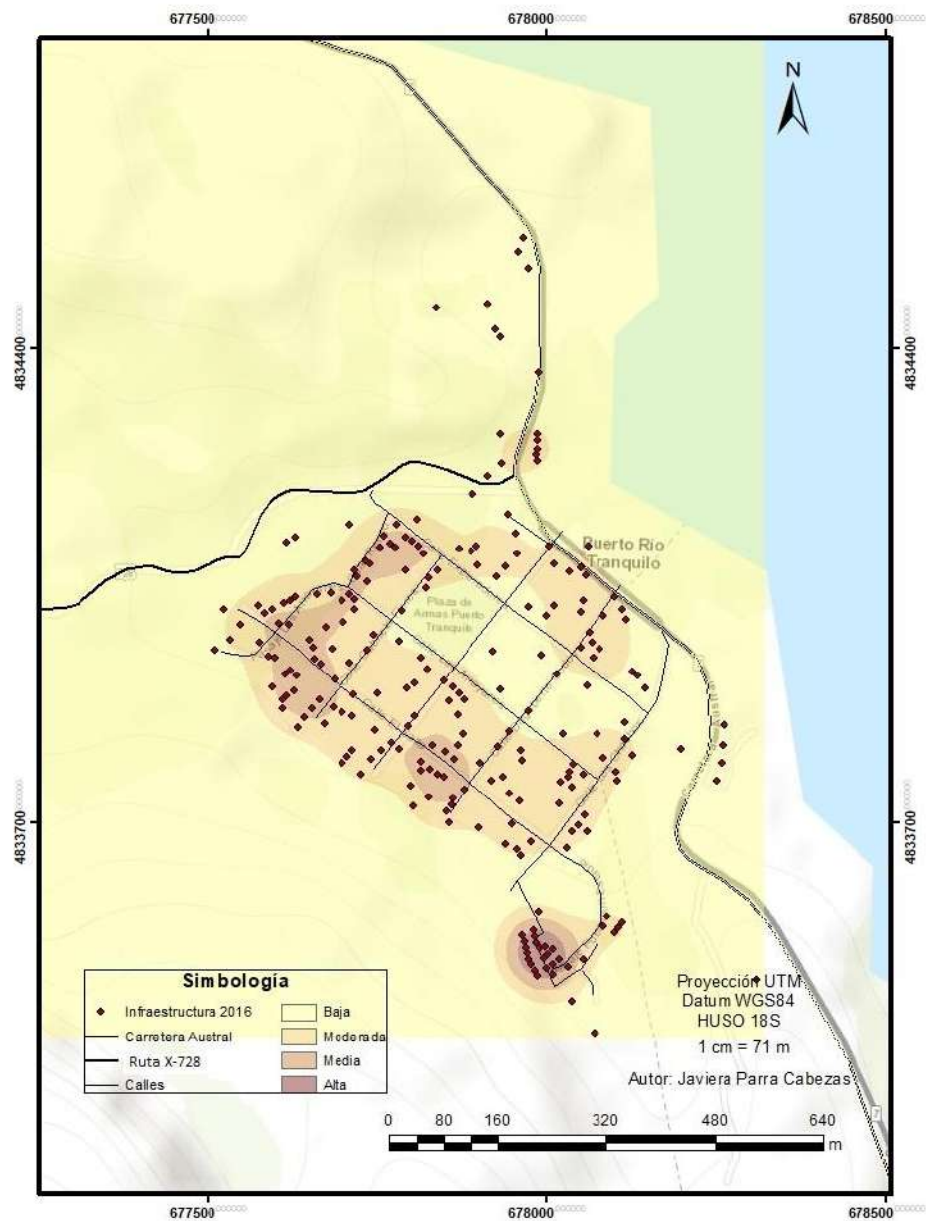 677500
678000
678500
N
4834400
4834400
Puerto Río
Tranquilo
Plaza de
Armas Puerto
Tranquilo
4833700
4833700
Simbología
Infraestructura 2016
Carretera Austral
Ruta X-728
Calles
Baja
Moderada
Media
Alta
Proyección UTM
Datum WGS84
HUSO 18S
1 cm = 71 m
Autor: Javiera Parra Cabezas
7
0 80 160 320 480 640
m
677500
678000
678500